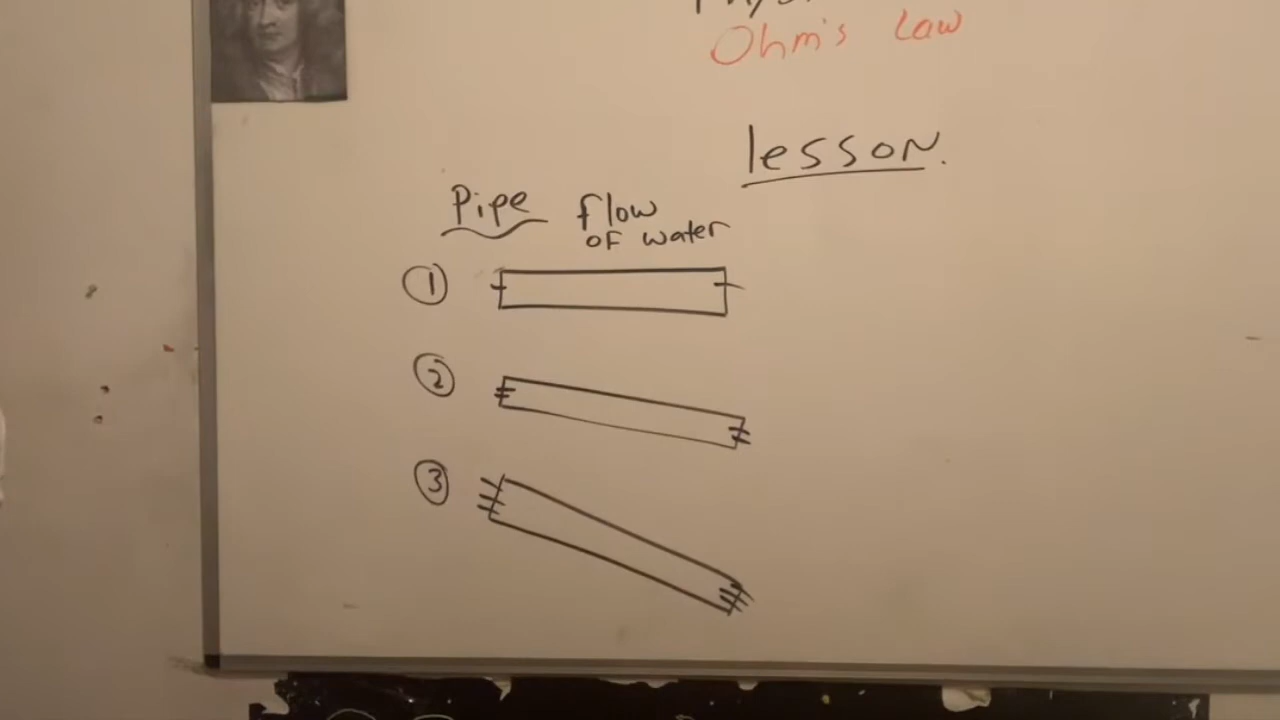 Ohm's Law
lesson.
Pipe flow
OF water
1
2
3